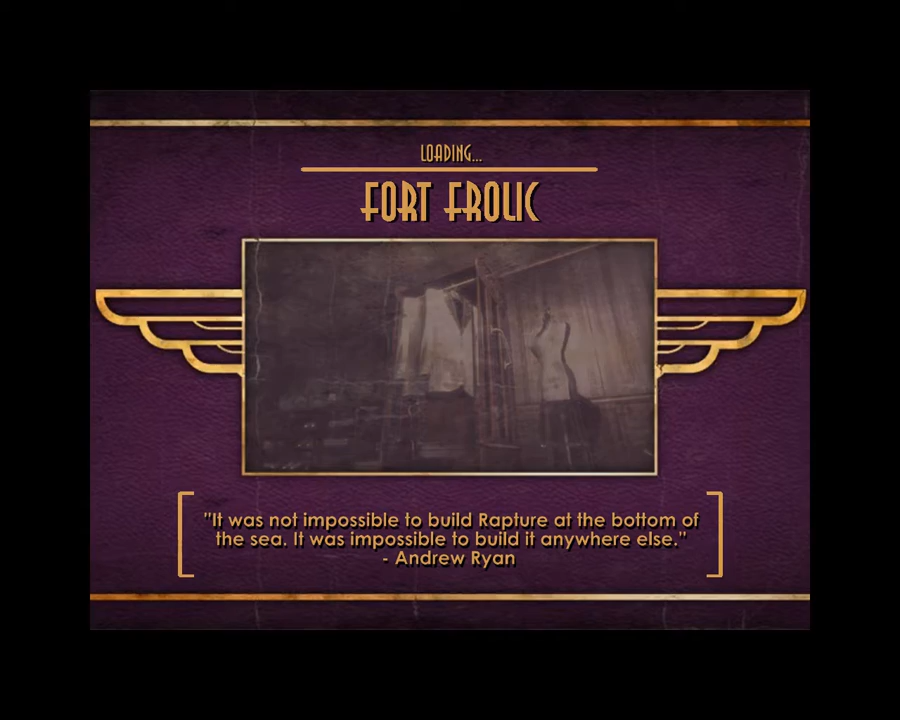 LOADING...
FORT FROLIC
"It was not impossible to build Rapture at the bottom of
the sea. It was impossible to build it anywhere else."
- Andrew Ryan